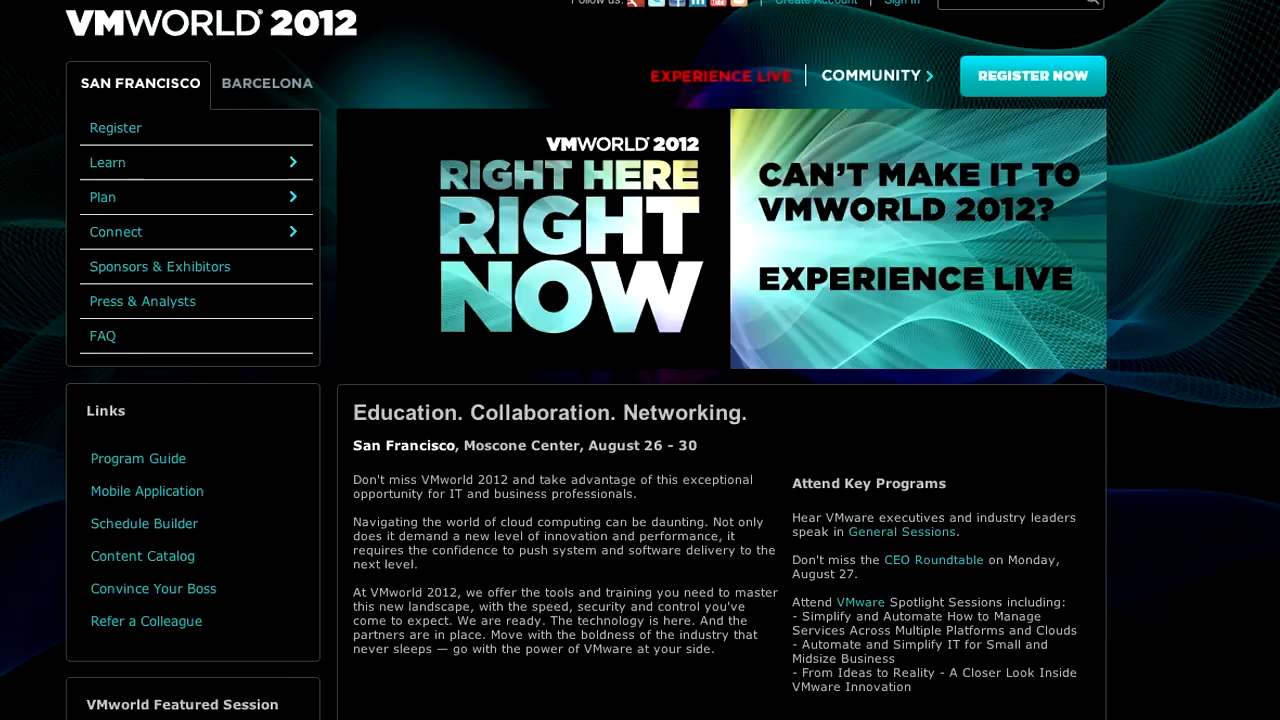 Follow us:
Create Account
Sign In
VMWORLD® 2012
SAN FRANCISCO
BARCELONA
EXPERIENCE LIVE
COMMUNITY
REGISTER NOW
Register
Learn
Plan
Connect
Sponsors & Exhibitors
Press & Analysts
FAQ
VMWORLD® 2012
RIGHT HERE
RIGHT
NOW
CAN'T MAKE IT TO
VMWORLD 2012?
EXPERIENCE LIVE
Links
Program Guide
Mobile Application
Schedule Builder
Content Catalog
Convince Your Boss
Refer a Colleague
VMworld Featured Session
Education. Collaboration. Networking.
San Francisco, Moscone Center, August 26 - 30
Don't miss VMworld 2012 and take advantage of this exceptional
opportunity for IT and business professionals.
Navigating the world of cloud computing can be daunting. Not only
does it demand a new level of innovation and performance, it
requires the confidence to push system and software delivery to the
next level.
At VMworld 2012, we offer the tools and training you need to master
this new landscape, with the speed, security and control you've
come to expect. We are ready. The technology is here. And the
partners are in place. Move with the boldness of the industry that
never sleeps — go with the power of VMware at your side.
Attend Key Programs
Hear VMware executives and industry leaders
speak in General Sessions.
Don't miss the CEO Roundtable on Monday,
August 27.
Attend VMware Spotlight Sessions including:
- Simplify and Automate How to Manage
Services Across Multiple Platforms and Clouds
- Automate and Simplify IT for Small and
Midsize Business
- From Ideas to Reality - A Closer Look Inside
VMware Innovation